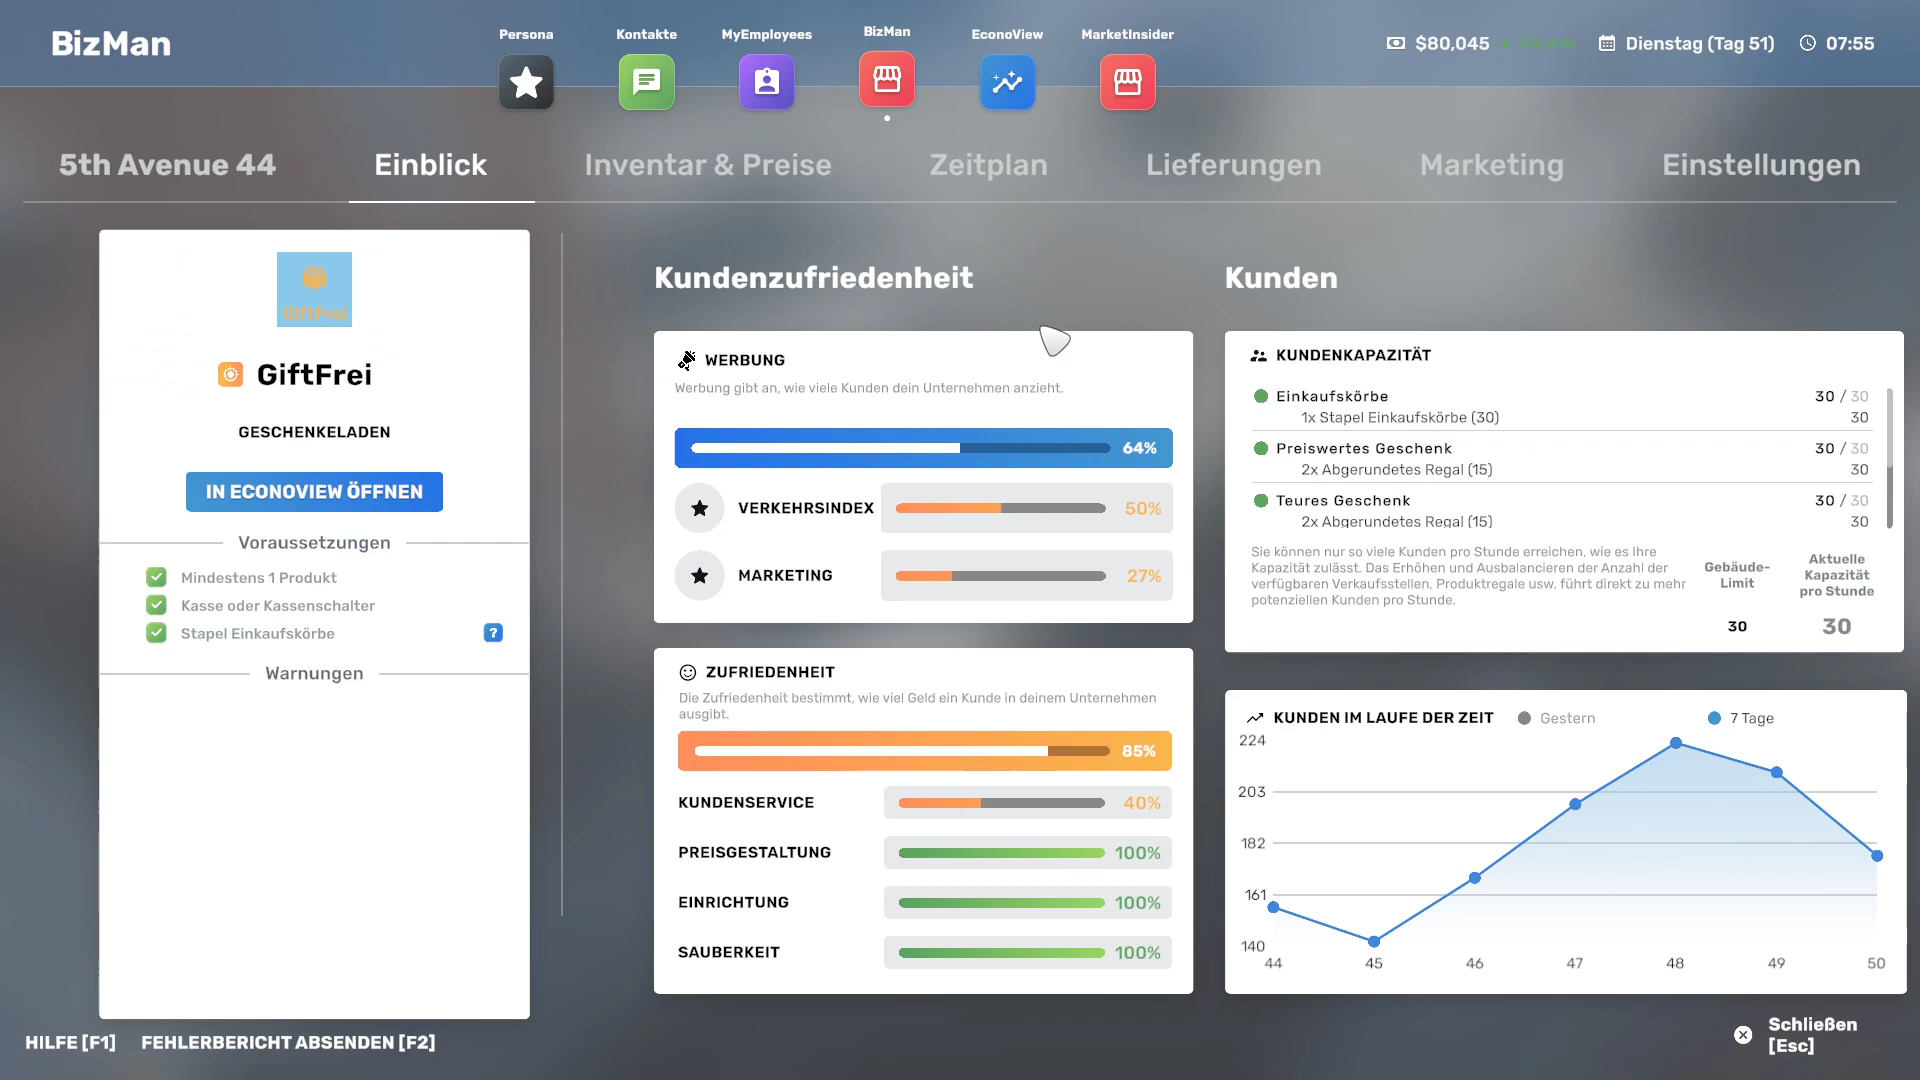 BizMan
Persona
Kontakte
MyEmployees
BizMan
EconoView
MarketInsider
$80,045
Dienstag (Tag 51)
07:55
5th Avenue 44
Einblick
Inventar & Preise
Zeitplan
Lieferungen
Marketing
Einstellungen
GiftFrei
GiftFrei
GESCHENKELADEN
IN ECONOVIEW ÖFFNEN
Voraussetzungen
Mindestens 1 Produkt
Kasse oder Kassenschalter
Stapel Einkaufskörbe
?
Warnungen
Kundenzufriedenheit
WERBUNG
Werbung gibt an, wie viele Kunden dein Unternehmen anzieht.
64%
VERKEHRSINDEX 50%
MARKETING 27%
ZUFRIEDENHEIT
Die Zufriedenheit bestimmt, wie viel Geld ein Kunde in deinem Unternehmen
ausgibt.
85%
KUNDENSERVICE 40%
PREISGESTALTUNG 100%
EINRICHTUNG 100%
SAUBERKEIT 100%
Kunden
KUNDENKAPAZITÄT
Einkaufskörbe 30 / 30
1x Stapel Einkaufskörbe (30) 30
Preiswertes Geschenk 30 / 30
2x Abgerundetes Regal (15) 30
Teures Geschenk 30 / 30
2x Abgerundetes Regal (15) 30
Sie können nur so viele Kunden pro Stunde erreichen, wie es Ihre
Kapazität zulässt. Das Erhöhen und Ausbalancieren der Anzahl der
verfügbaren Verkaufsstellen, Produktregale usw. führt direkt zu mehr
potenziellen Kunden pro Stunde.
Gebäude-
Limit
30
Aktuelle
Kapazität
pro Stunde
30
KUNDEN IM LAUFE DER ZEIT
Gestern
7 Tage
224
203
182
161
140
44 45 46 47 48 49 50
HILFE [F1]
FEHLERBERICHT ABSENDEN [F2]
Schließen
[Esc]